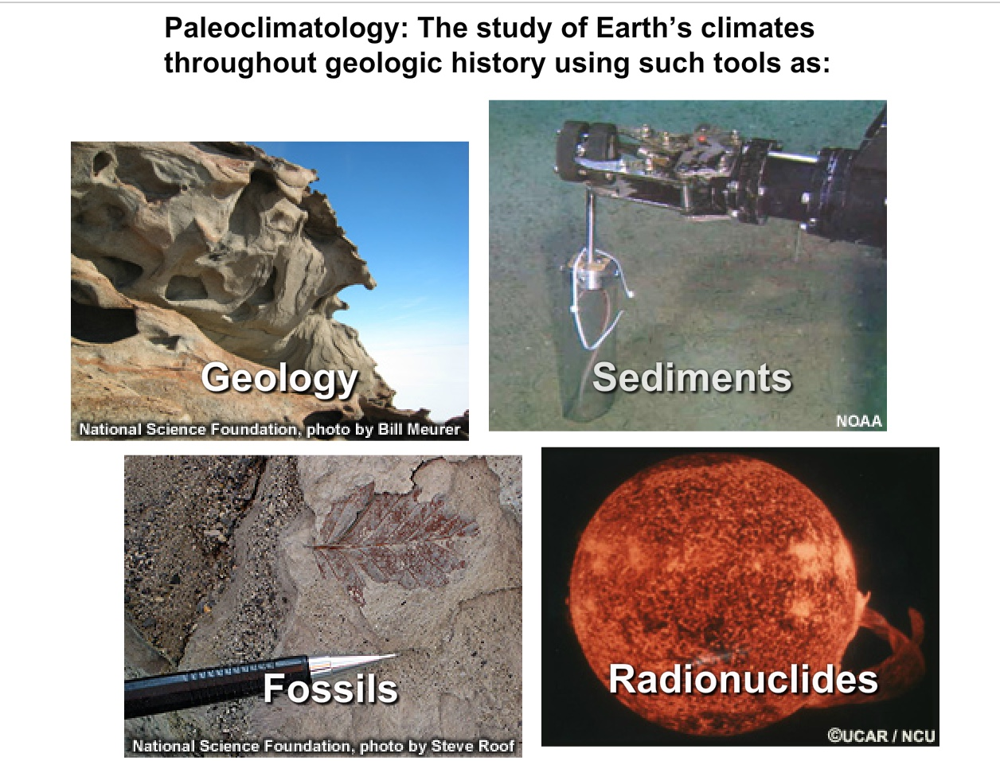 Paleoclimatology: The study of Earth’s climates
throughout geologic history using such tools as:
Geology
National Science Foundation, photo by Bill Meurer
Sediments
NOAA
Fossils
National Science Foundation, photo by Steve Roof
Radionuclides
©UCAR / NCU